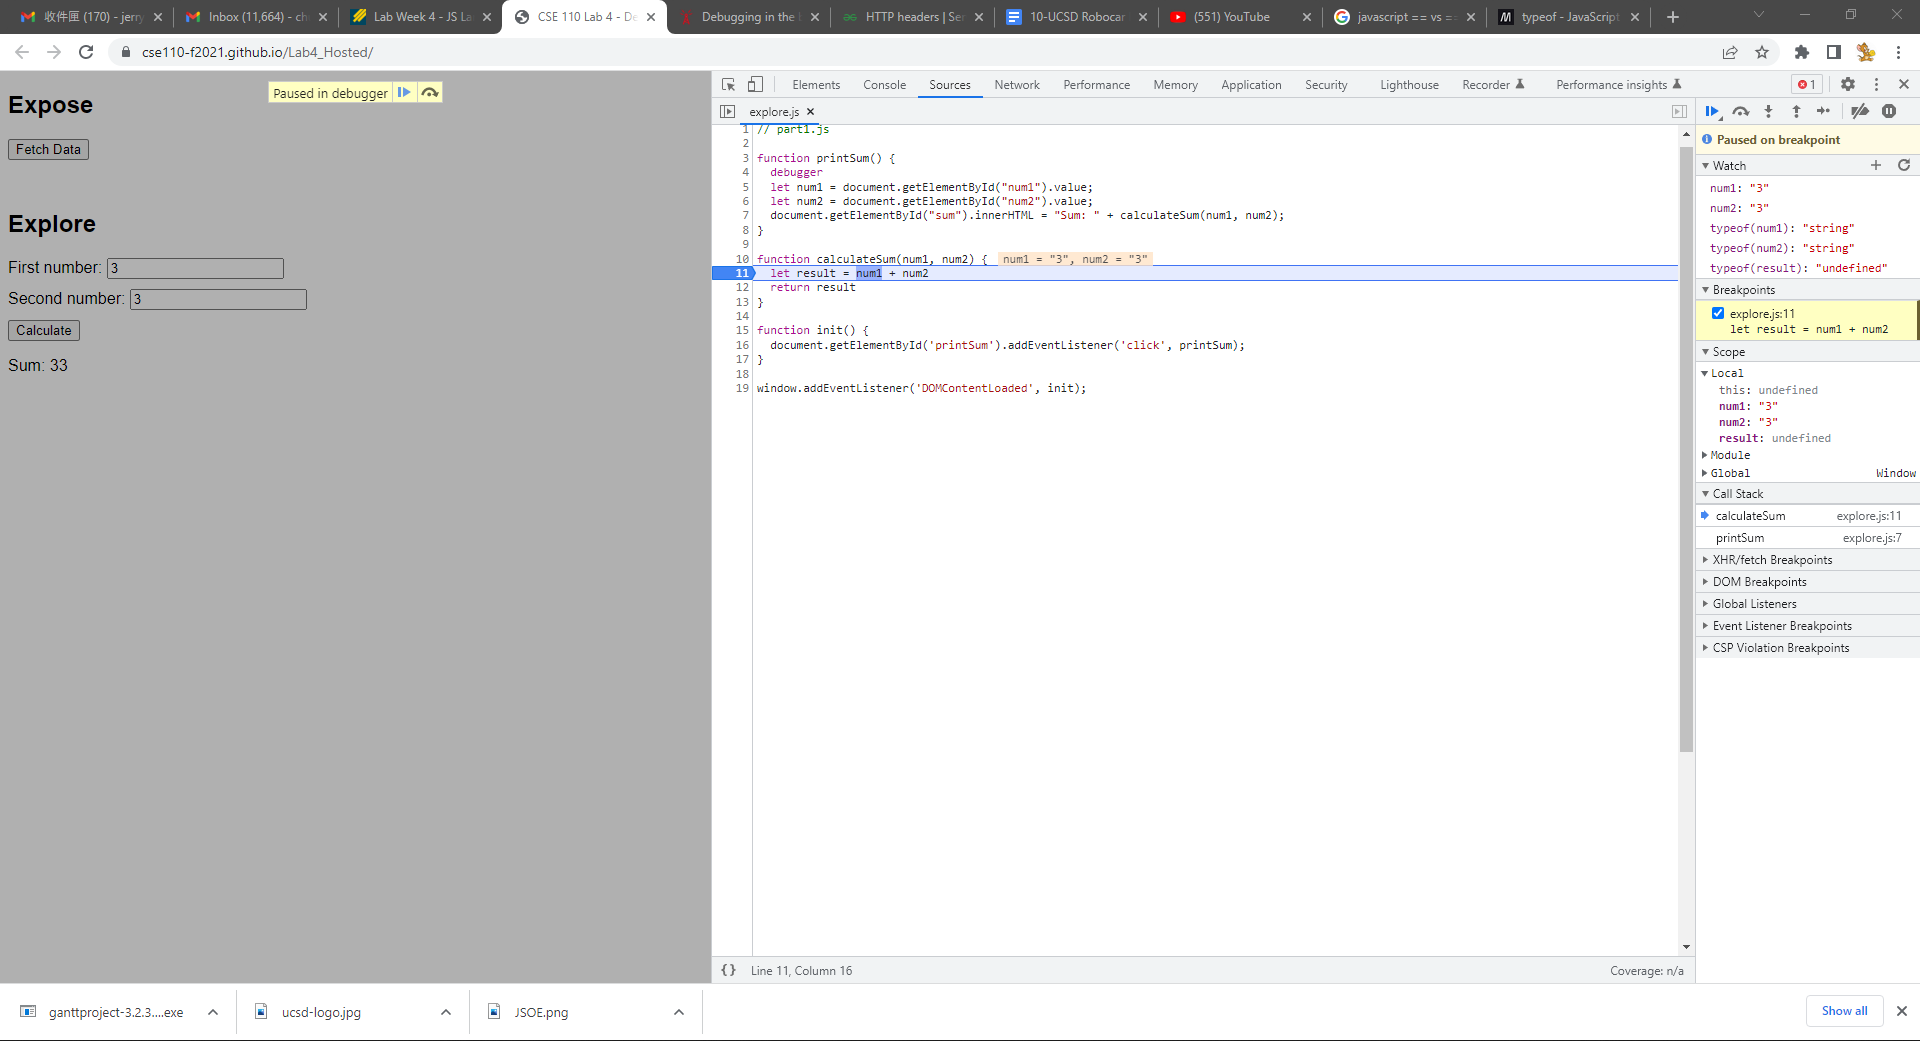 收件匣 (170) - jerry
Inbox (11,664) - ch
Lab Week 4 - JS La
CSE 110 Lab 4 - De
Debugging in the
HTTP headers | Ser
10-UCSD Robocar
(551) YouTube
javascript == vs ==
typeof - JavaScript
cse110-f2021.github.io/Lab4_Hosted/
Expose
Paused in debugger
Fetch Data
Explore
First number: 3
Second number: 3
Calculate
Sum: 33
Elements Console Sources Network Performance Memory Application Security Lighthouse Recorder Performance insights 1
explore.js
1 // part1.js
2
3 function printSum() {
4 debugger
5 let num1 = document.getElementById("num1").value;
6 let num2 = document.getElementById("num2").value;
7 document.getElementById("sum").innerHTML = "Sum: " + calculateSum(num1, num2);
8 }
9
10 function calculateSum(num1, num2) { num1 = "3", num2 = "3"
11 let result = num1 + num2
12 return result
13 }
14
15 function init() {
16 document.getElementById('printSum').addEventListener('click', printSum);
17 }
18
19 window.addEventListener('DOMContentLoaded', init);
{} Line 11, Column 16
Coverage: n/a
Paused on breakpoint
Watch
num1: "3"
num2: "3"
typeof(num1): "string"
typeof(num2): "string"
typeof(result): "undefined"
Breakpoints
explore.js:11
let result = num1 + num2
Scope
Local
this: undefined
num1: "3"
num2: "3"
result: undefined
Module
Global Window
Call Stack
calculateSum explore.js:11
printSum explore.js:7
XHR/fetch Breakpoints
DOM Breakpoints
Global Listeners
Event Listener Breakpoints
CSP Violation Breakpoints
ganttproject-3.2.3....exe
ucsd-logo.jpg
JSOE.png
Show all